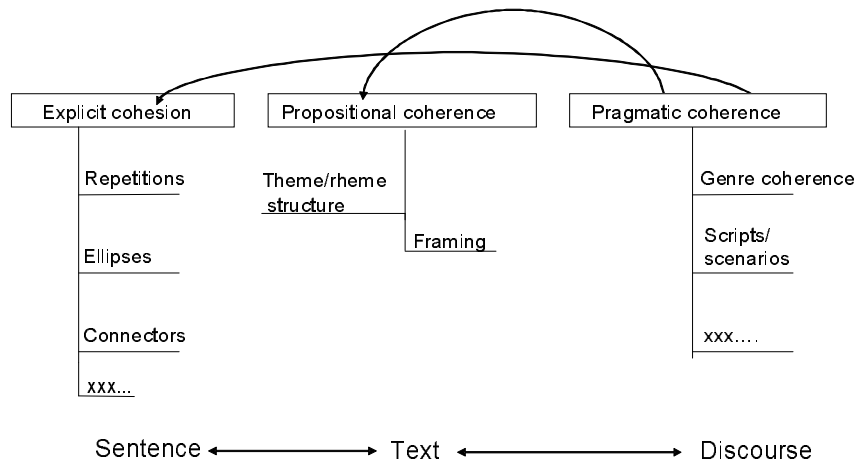 Explicit cohesion
Propositional coherence
Pragmatic coherence
Repetitions
Ellipses
Connectors
xxx...
Theme/rheme
structure
Framing
Genre coherence
Scripts/
scenarios
xxx....
Sentence
Text
Discourse